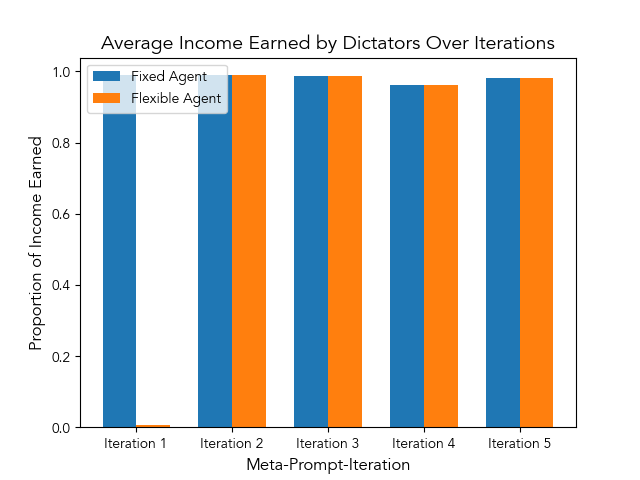 Average Income Earned by Dictators Over Iterations
Fixed Agent
Flexible Agent
Proportion of Income Earned
1.0
0.8
0.6
0.4
0.2
0.0
Iteration 1
Iteration 2
Iteration 3
Iteration 4
Iteration 5
Meta-Prompt-Iteration